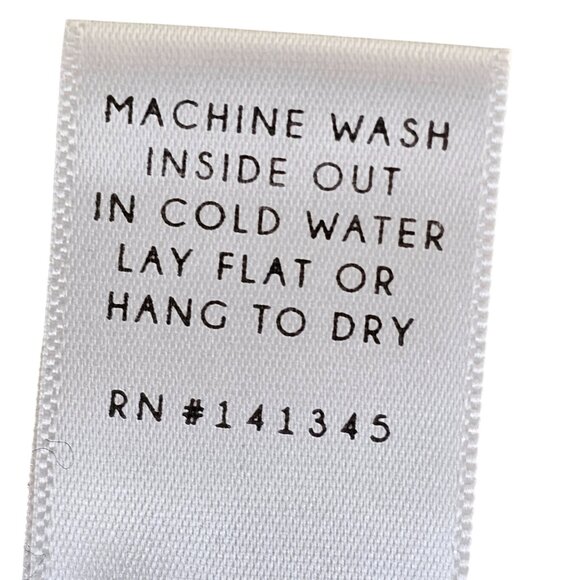 MACHINE WASH
INSIDE OUT
IN COLD WATER
LAY FLAT OR
HANG TO DRY
RN #141345